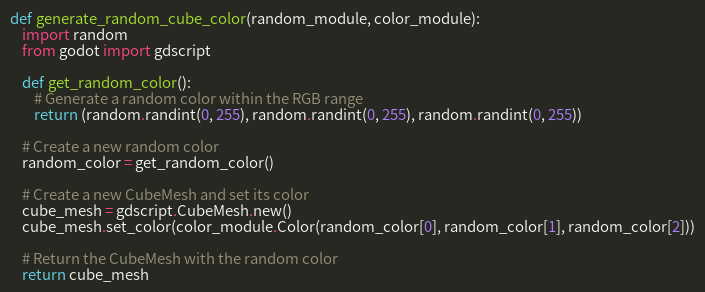 def generate_random_cube_color(random_module, color_module):
    import random
    from godot import gdscript

    def get_random_color():
        # Generate a random color within the RGB range
        return (random.randint(0, 255), random.randint(0, 255), random.randint(0, 255))

    # Create a new random color
    random_color = get_random_color()

    # Create a new CubeMesh and set its color
    cube_mesh = gdscript.CubeMesh.new()
    cube_mesh.set_color(color_module.Color(random_color[0], random_color[1], random_color[2]))

    # Return the CubeMesh with the random color
    return cube_mesh